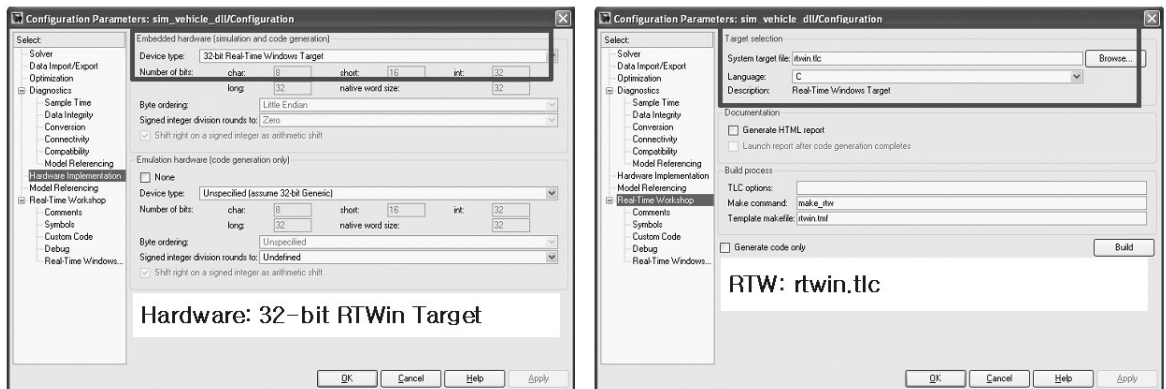 Configuration Parameters: sim_vehicle_dll/Configuration
Select:
Solver
Data Import/Export
Optimization
Diagnostics
Sample Time
Data Integrity
Conversion
Connectivity
Compatibility
Model Referencing
Hardware Implementation
Model Referencing
Real-Time Workshop
Comments
Symbols
Custom Code
Debug
Real-Time Windows...
Embedded hardware (simulation and code generation)
Device type: 32-bit Real-Time Windows Target
Number of bits: char: 8 short: 16 int: 32
long: 32 native word size: 32
Byte ordering: Little Endian
Signed integer division rounds to: Zero
Shift right on a signed integer as arithmetic shift
Emulation hardware (code generation only)
None
Device type: Unspecified (assume 32-bit Generic)
Number of bits: char: 8 short: 16 int: 32
long: 32 native word size: 32
Byte ordering: Unspecified
Signed integer division rounds to: Undefined
Shift right on a signed integer as arithmetic shift
Hardware: 32-bit RTWin Target
OK Cancel Help Apply
Configuration Parameters: sim_vehicle_dll/Configuration
Select:
Solver
Data Import/Export
Optimization
Diagnostics
Sample Time
Data Integrity
Conversion
Connectivity
Compatibility
Model Referencing
Hardware Implementation
Model Referencing
Real-Time Workshop
Comments
Symbols
Custom Code
Debug
Real-Time Windows...
Target selection
System target file: rtwin.tlc Browse...
Language: C
Description: Real-Time Windows Target
Documentation
Generate HTML report
Launch report after code generation completes
Build process
TLC options:
Make command: make_rtw
Template makefile: rtwin.tmf
Generate code only Build
RTW: rtwin.tlc
OK Cancel Help Apply